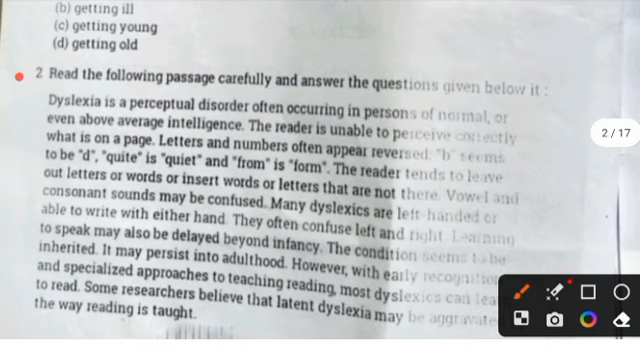 (b) getting ill
(c) getting young
(d) getting old
2 Read the following passage carefully and answer the questions given below it :
Dyslexia is a perceptual disorder often occurring in persons of normal, or
even above average intelligence. The reader is unable to perceive correctly
what is on a page. Letters and numbers often appear reversed: "b" seems
to be "d", "quite" is "quiet" and "from" is "form". The reader tends to leave
out letters or words or insert words or letters that are not there. Vowel and
consonant sounds may be confused. Many dyslexics are left-handed or
able to write with either hand. They often confuse left and right. Learning
to speak may also be delayed beyond infancy. The condition seems to be
inherited. It may persist into adulthood. However, with early recognition
and specialized approaches to teaching reading, most dyslexics can
to read. Some researchers believe that latent dyslexia may be
the way reading is taught.
2 / 17